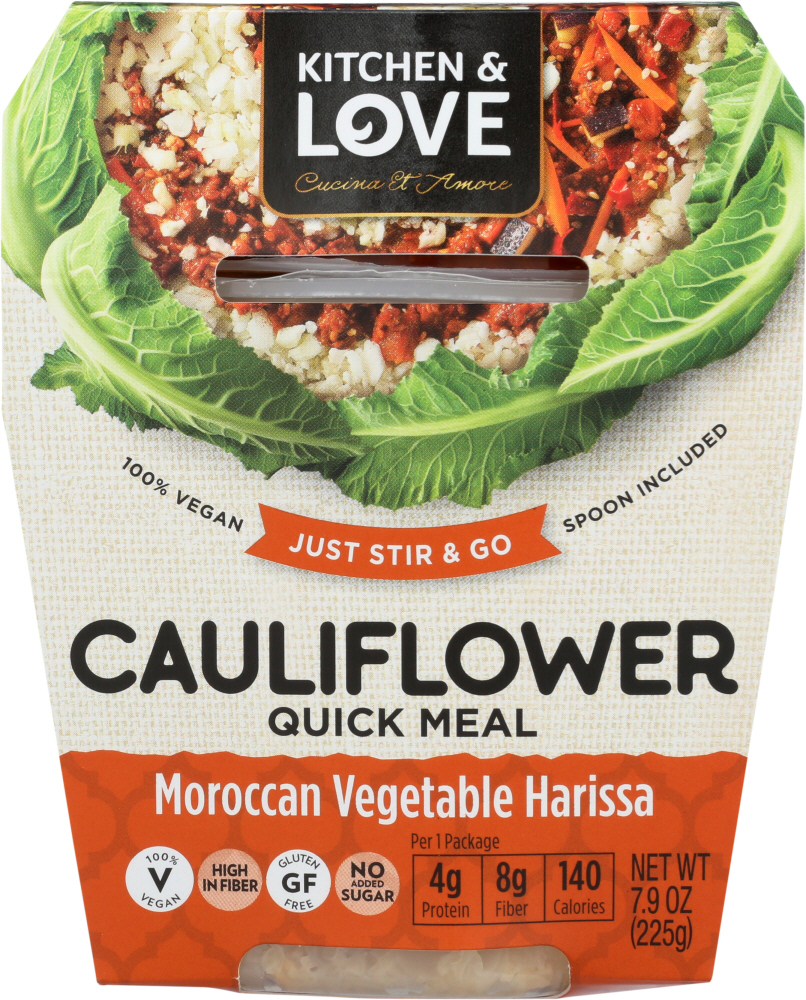 KITCHEN &
LOVE
Cucina Et Amore
100% VEGAN
JUST STIR & GO
SPOON INCLUDED
CAULIFLOWER
QUICK MEAL
Moroccan Vegetable Harissa
100%
V
VEGAN
HIGH
IN FIBER
GLUTEN
GF
FREE
NO
ADDED
SUGAR
Per 1 Package
4g
Protein
8g
Fiber
140
Calories
NET WT
7.9 OZ
(225g)